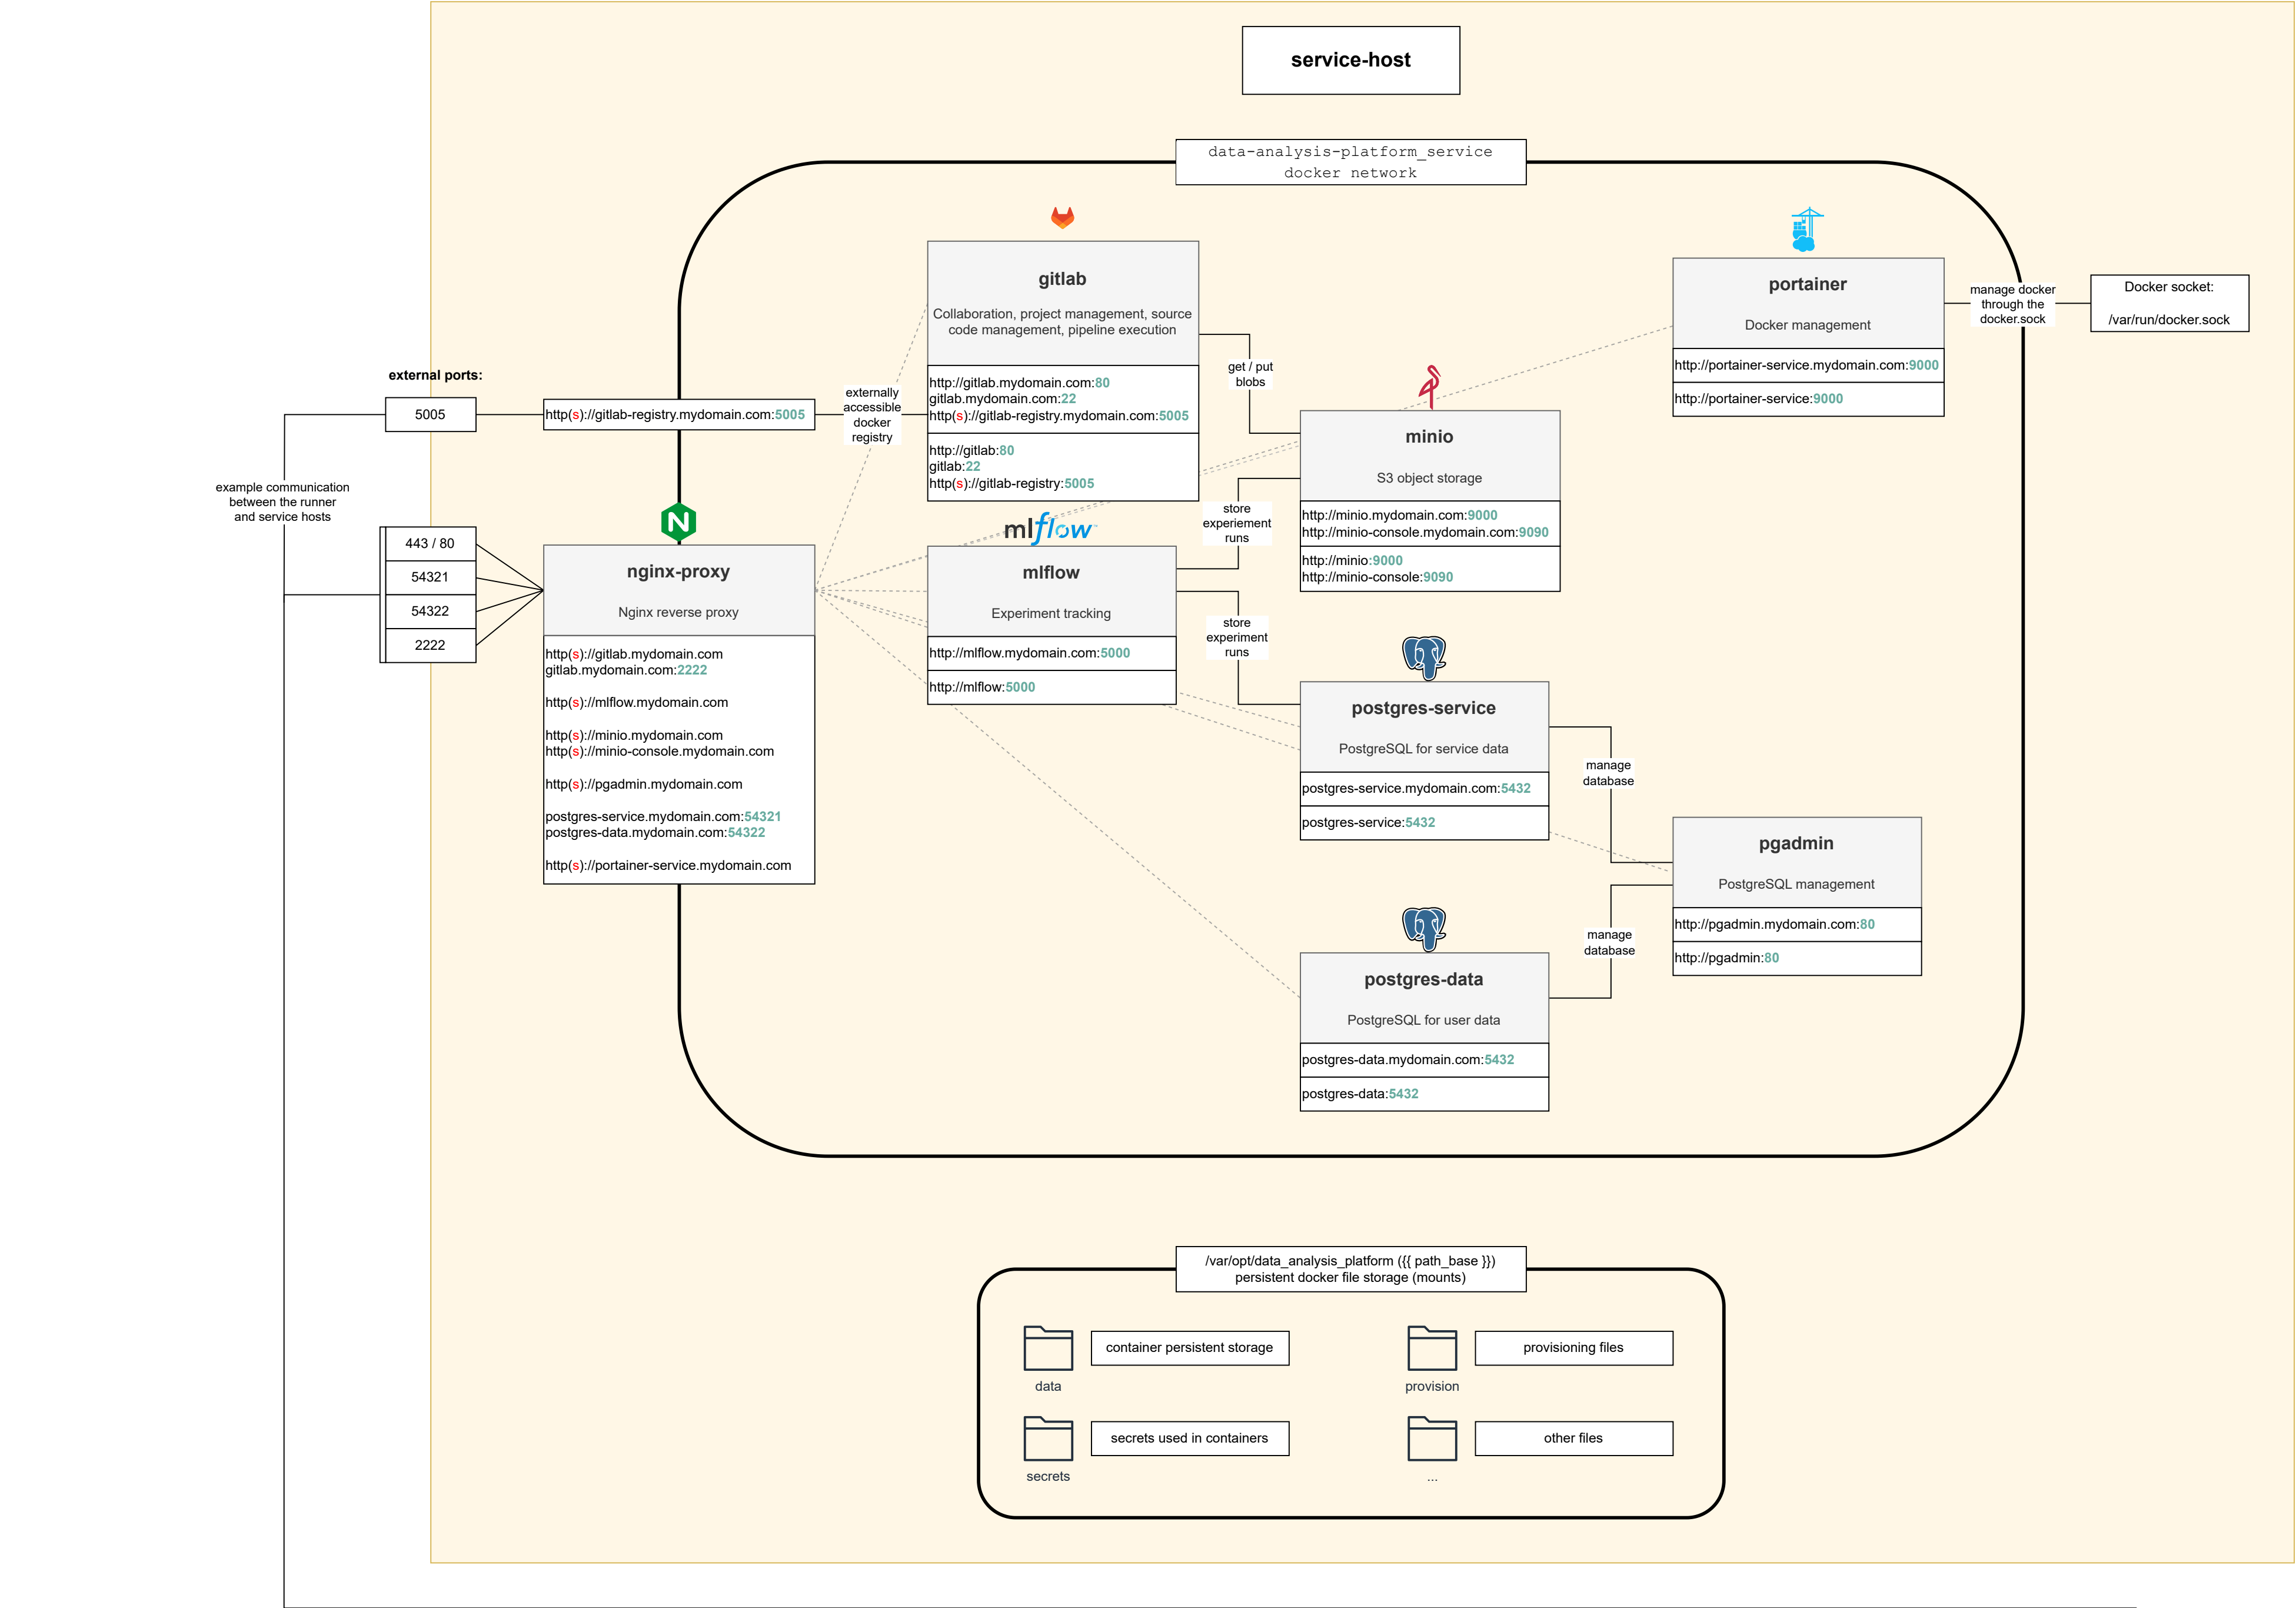 service-host
data-analysis-platform_service
docker network
gitlab
Collaboration, project management, source
code management, pipeline execution
http://gitlab.mydomain.com:80
gitlab.mydomain.com:22
http(s)://gitlab-registry.mydomain.com:5005
http://gitlab:80
gitlab:22
http(s)://gitlab-registry:5005
portainer
Docker management
http://portainer-service.mydomain.com:9000
http://portainer-service:9000
manage docker
through the
docker.sock
Docker socket:
/var/run/docker.sock
external ports:
5005
http(s)://gitlab-registry.mydomain.com:5005
externally
accessible
docker
registry
get / put
blobs
minio
S3 object storage
http://minio.mydomain.com:9000
http://minio-console.mydomain.com:9090
http://minio:9000
http://minio-console:9090
example communication
between the runner
and service hosts
443 / 80
54321
54322
2222
nginx-proxy
Nginx reverse proxy
http(s)://gitlab.mydomain.com
gitlab.mydomain.com:2222
http(s)://mlflow.mydomain.com
http(s)://minio.mydomain.com
http(s)://minio-console.mydomain.com
http(s)://pgadmin.mydomain.com
postgres-service.mydomain.com:54321
postgres-data.mydomain.com:54322
http(s)://portainer-service.mydomain.com
mlflow™
mlflow
Experiment tracking
http://mlflow.mydomain.com:5000
http://mlflow:5000
store
experiement
runs
store
experiment
runs
postgres-service
PostgreSQL for service data
postgres-service.mydomain.com:5432
postgres-service:5432
manage
database
pgadmin
PostgreSQL management
http://pgadmin.mydomain.com:80
http://pgadmin:80
manage
database
postgres-data
PostgreSQL for user data
postgres-data.mydomain.com:5432
postgres-data:5432
/var/opt/data_analysis_platform ({{ path_base }})
persistent docker file storage (mounts)
container persistent storage
data
provisioning files
provision
secrets used in containers
secrets
other files
...